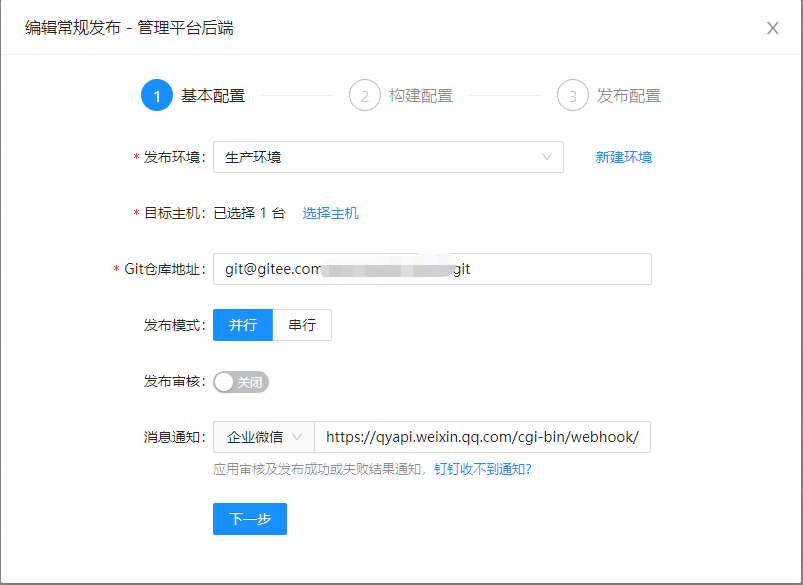 编辑常规发布 - 管理平台后端
1 基本配置 2 构建配置 3 发布配置
* 发布环境: 生产环境 新建环境
* 目标主机: 已选择 1 台 选择主机
* Git仓库地址: git@gitee.com git
发布模式: 并行 串行
发布审核: 关闭
消息通知: 企业微信 https://qyapi.weixin.qq.com/cgi-bin/webhook/
应用审核及发布成功或失败结果通知, 钉钉收不到通知?
下一步